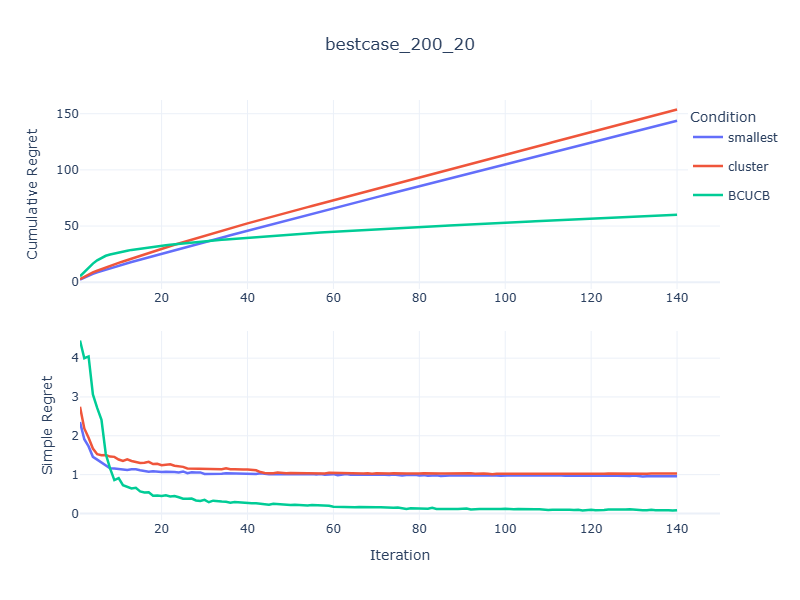 bestcase_200_20
Cumulative Regret
150
100
50
0
20 40 60 80 100 120 140
Condition
smallest
cluster
BCUCB
Simple Regret
4
3
2
1
0
20 40 60 80 100 120 140
Iteration